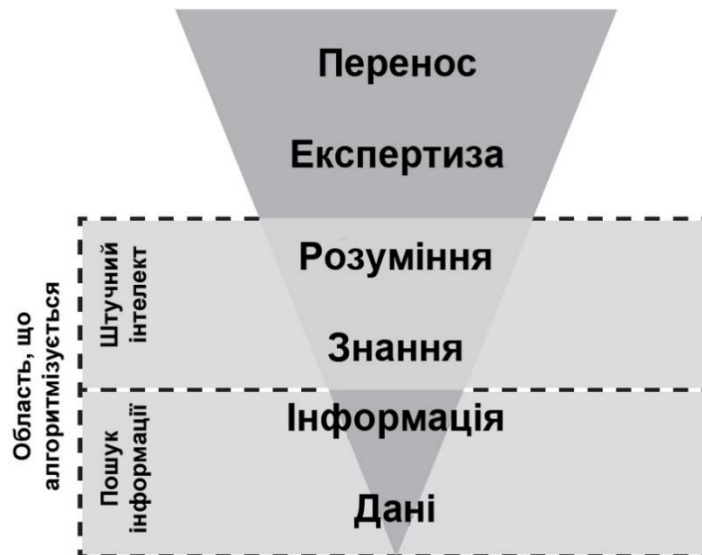 Перенос
Експертиза
Розуміння
Знання
Інформація
Дані
Область, що
алгоритмізується
Штучний
інтелект
Пошук
інформації